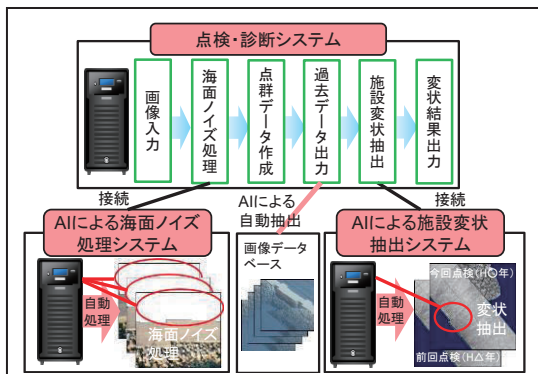 点検・診断システム
画像入力
海面ノイズ処理
点群データ作成
過去データ出力
施設変状抽出
変状結果出力
接続
AIによる
自動抽出
接続
AIによる海面ノイズ
処理システム
自動
処理
海面ノイズ
処理
画像データ
ベース
AIによる施設変状
抽出システム
自動
処理
今回点検(H〇年)
変状
抽出
前回点検(H△年)